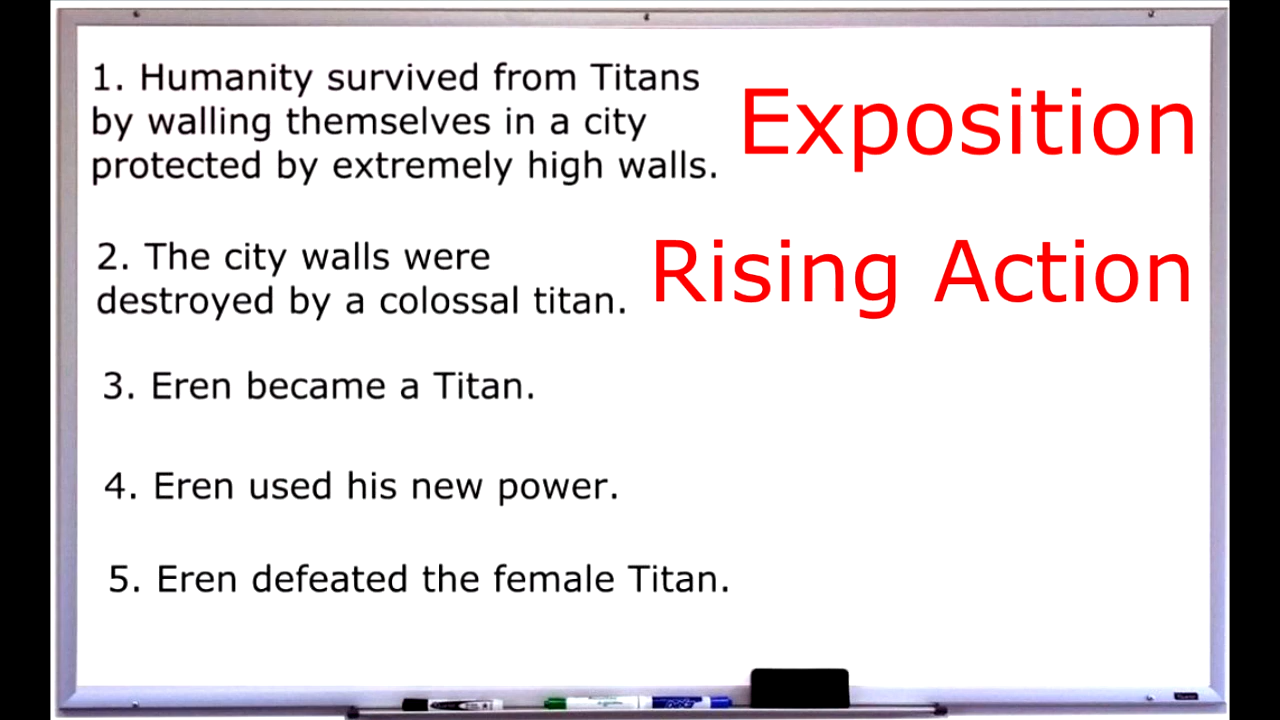 1. Humanity survived from Titans
by walling themselves in a city
protected by extremely high walls.
Exposition
2. The city walls were
destroyed by a colossal titan.
Rising Action
3. Eren became a Titan.
4. Eren used his new power.
5. Eren defeated the female Titan.